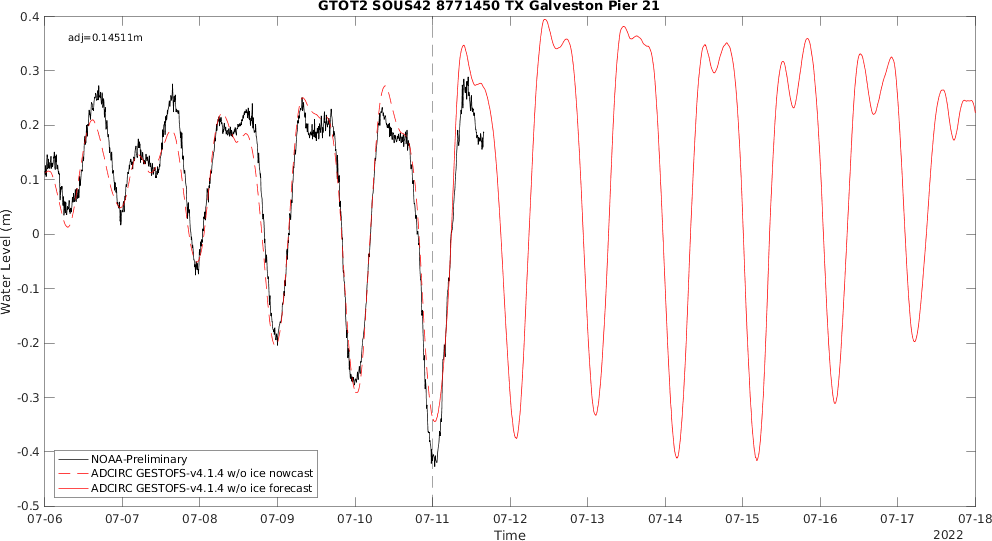 GTOT2 SOUS42 8771450 TX Galveston Pier 21
adj=0.14511m
0.4
0.3
0.2
0.1
0
-0.1
-0.2
-0.3
-0.4
-0.5
Water Level (m)
NOAA-Preliminary
ADCIRC GESTOFS-v4.1.4 w/o ice nowcast
ADCIRC GESTOFS-v4.1.4 w/o ice forecast
07-06 07-07 07-08 07-09 07-10 07-11 07-12 07-13 07-14 07-15 07-16 07-17 07-18
Time
2022